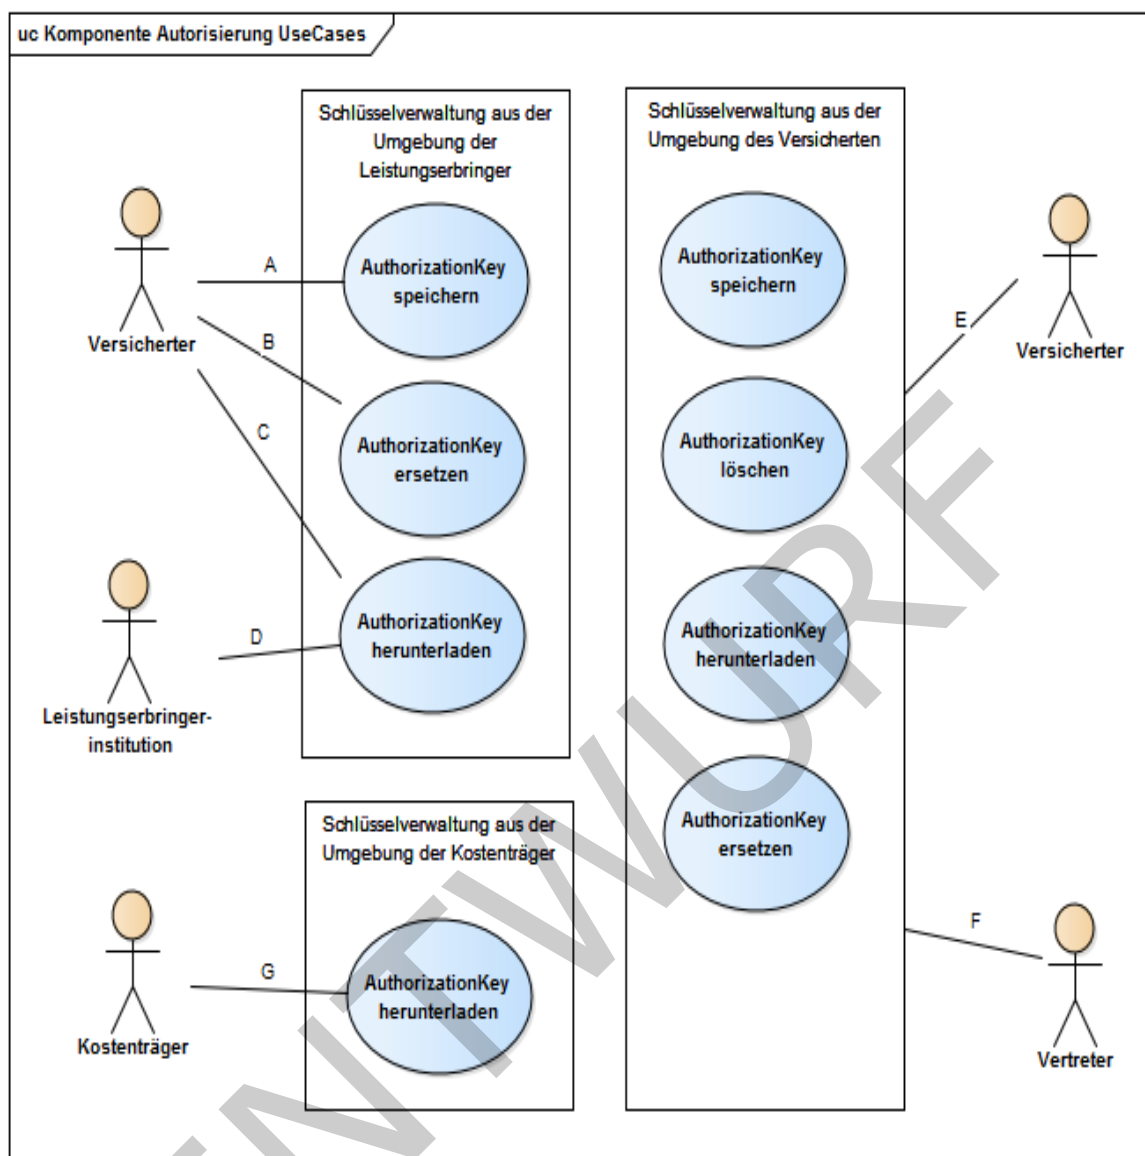 uc Komponente Autorisierung UseCases
Schlüsselverwaltung aus der
Umgebung der
Leistungserbringer
AuthorizationKey
speichern
AuthorizationKey
ersetzen
AuthorizationKey
herunterladen
Versicherter
A
B
C
Leistungserbringer-
institution
D
Schlüsselverwaltung aus der
Umgebung der Kostenträger
AuthorizationKey
herunterladen
Kostenträger
G
Schlüsselverwaltung aus der
Umgebung des Versicherten
AuthorizationKey
speichern
AuthorizationKey
löschen
AuthorizationKey
herunterladen
AuthorizationKey
ersetzen
E
Versicherter
F
Vertreter
ENTWURF